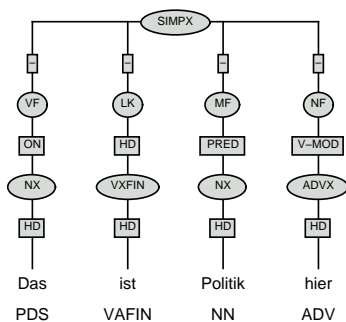 SIMPX
– – – –
VF LK MF NF
ON HD PRED V–MOD
NX VXFIN NX ADVX
HD HD HD HD
Das ist Politik hier
PDS VAFIN NN ADV